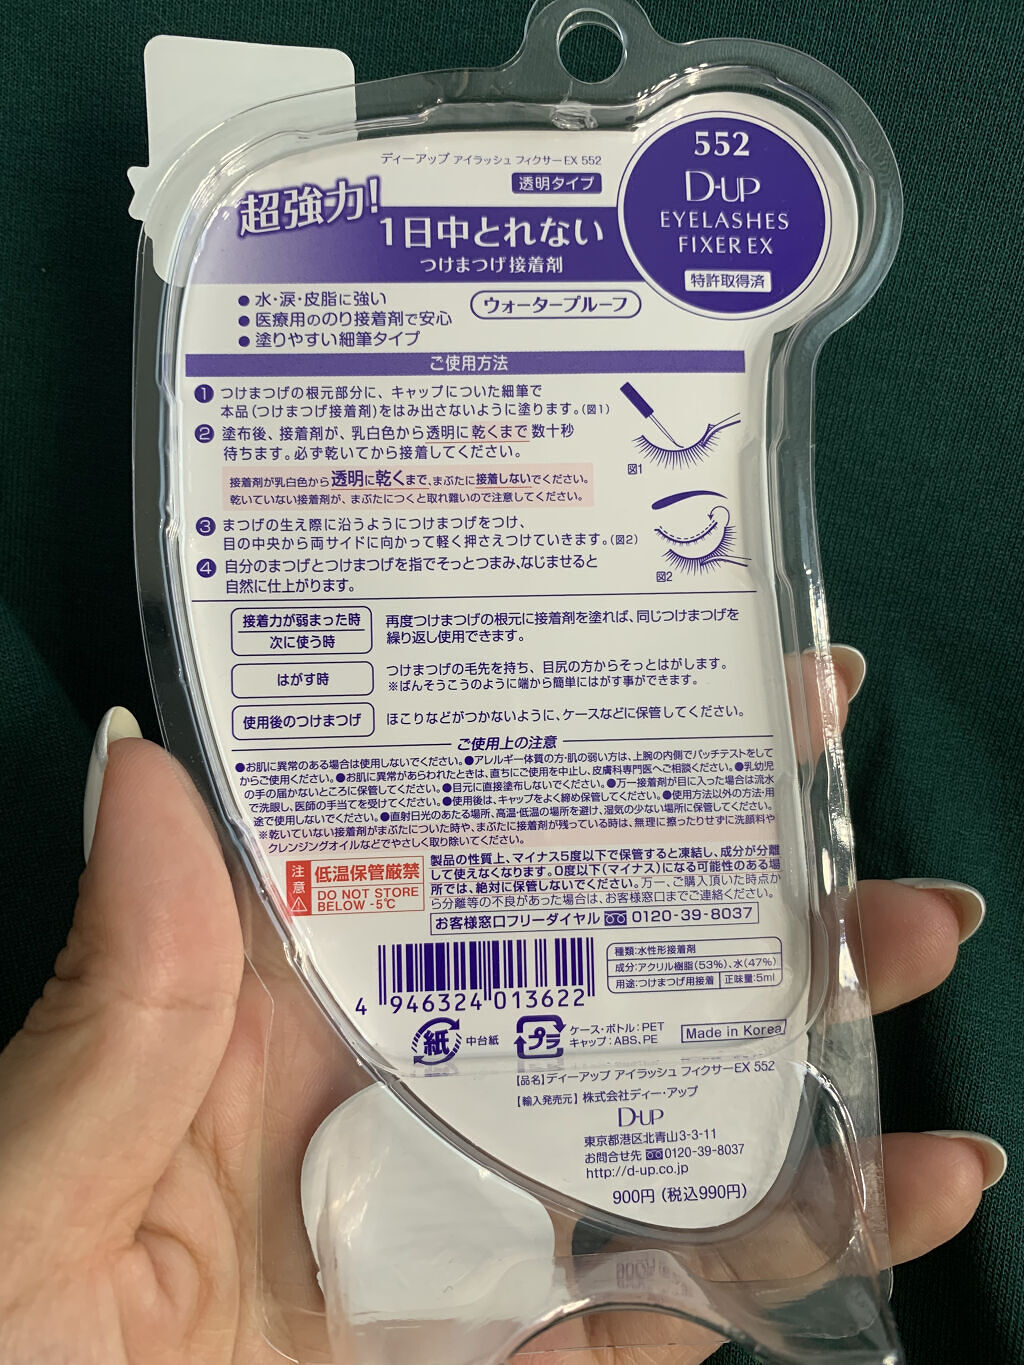 ディーアップ アイラッシュ フィクサーEX 552
透明タイプ
552
D-UP
EYELASHES
FIXER EX
特許取得済
超強力!
1日中とれない
つけまつげ接着剤
●水・涙・皮脂に強い
●医療用ののり接着剤で安心
●塗りやすい細筆タイプ
ウォータープルーフ
ご使用方法
❶つけまつげの根元部分に、キャップについた細筆で
本品(つけまつげ接着剤)をはみ出さないように塗ります。(図1)
❷塗布後、接着剤が、乳白色から透明に乾くまで数十秒
待ちます。必ず乾いてから接着してください。
接着剤が乳白色から透明に乾くまで、まぶたに接着しないでください。
乾いていない接着剤が、まぶたにつくと取れ難いので注意してください。
図1
❸まつげの生え際に沿うようにつけまつげをつけ、
目の中央から両サイドに向かって軽く押さえつけていきます。(図2)
❹自分のまつげとつけまつげを指でそっとつまみ、なじませると
自然に仕上がります。
図2
接着力が弱まった時
次に使う時
再度つけまつげの根元に接着剤を塗れば、同じつけまつげを
繰り返し使用できます。
はがす時
つけまつげの毛先を持ち、目尻の方からそっとはがします。
※ばんそうこうのように端から簡単にはがす事ができます。
使用後のつけまつげ
ほこりなどがつかないように、ケースなどに保管してください。
ご使用上の注意
●お肌に異常のある場合は使用しないでください。●アレルギー体質の方・肌の弱い方は、上腕の内側でパッチテストをして
からご使用ください。●お肌に異常があらわれたときは、直ちにご使用を中止し、皮膚科専門医へご相談ください。●乳幼児
の手の届かないところに保管してください。●目元に直接塗布しないでください。●万一接着剤が目に入った場合は流水
で洗眼し、医師の手当てを受けてください。●使用後は、キャップをよく締め保管してください。●使用方法以外の方法・用
途で使用しないでください。●直射日光のあたる場所、高温・低温の場所を避け、湿気の少ない場所に保管してください。
※乾いていない接着剤がまぶたについた時や、まぶたに接着剤が残っている時は、無理に擦ったりせずに洗顔料や
クレンジングオイルなどでやさしく取り除いてください。
注意
低温保管厳禁
DO NOT STORE
BELOW -5℃
製品の性質上、マイナス5度以下で保管すると凍結し、成分が分離
して使えなくなります。0度以下(マイナス)になる可能性のある場
所では、絶対に保管しないでください。万一、ご購入頂いた時点か
ら分離等の不良があった場合は、お客様窓口までご連絡ください。
お客様窓口フリーダイヤル 0120-39-8037
4 946324 013622
種類:水性形接着剤
成分:アクリル樹脂(53%)、水(47%)
用途:つけまつげ用接着 正味量:5ml
紙 中台紙
プラ ケース・ボトル:PET
キャップ:ABS、PE
Made in Korea
【品名】ディーアップ アイラッシュ フィクサーEX 552
【輸入発売元】株式会社ディー・アップ
D-UP
東京都港区北青山3-3-11
お問合せ先 0120-39-8037
http://d-up.co.jp
900円(税込990円)